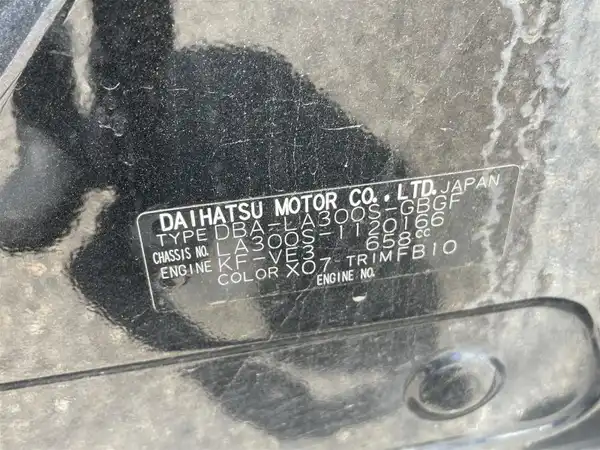 DAIHATSU MOTOR CO., LTD. JAPAN
TYPE DBA-LA300S-GBGF
CHASSIS NO. LA300S-1120166
ENGINE KF-VE3 658cc
COLOR X07 TRIM FB10
ENGINE NO.